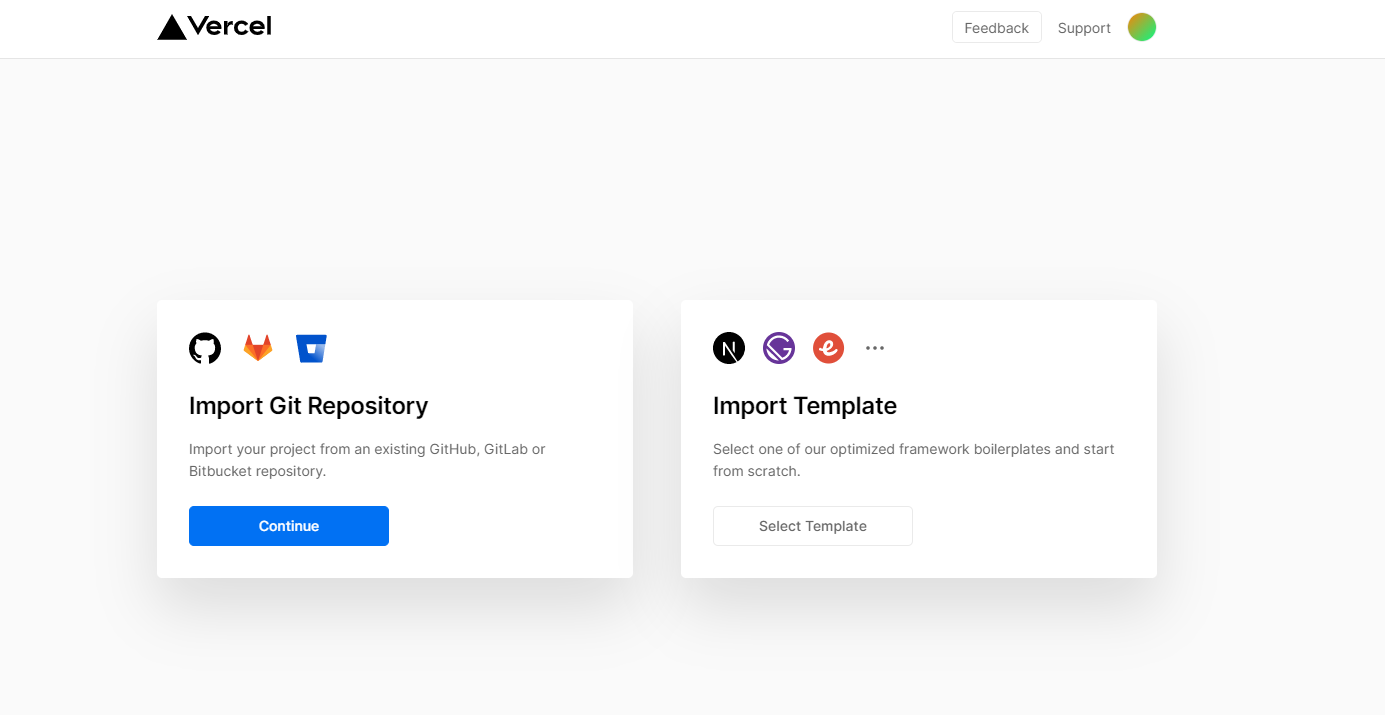 Vercel
Feedback
Support
Import Git Repository
Import your project from an existing GitHub, GitLab or
Bitbucket repository.
Continue
Import Template
Select one of our optimized framework boilerplates and start
from scratch.
Select Template